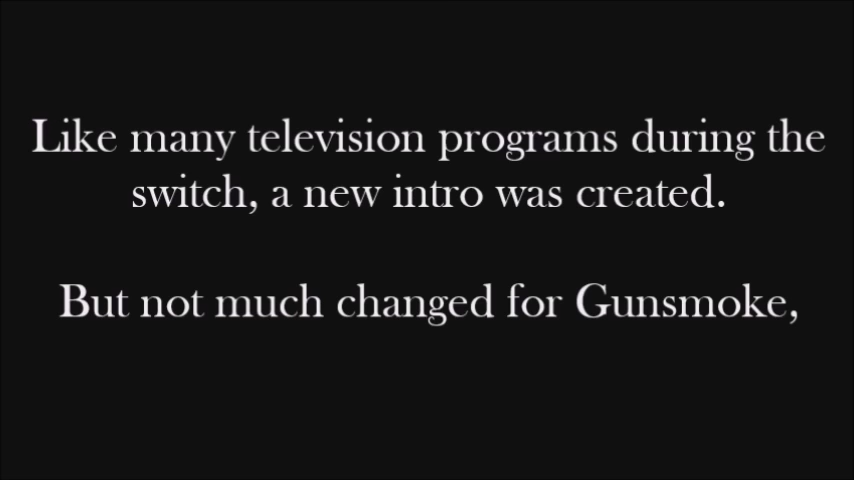 Like many television programs during the
switch, a new intro was created.
But not much changed for Gunsmoke,